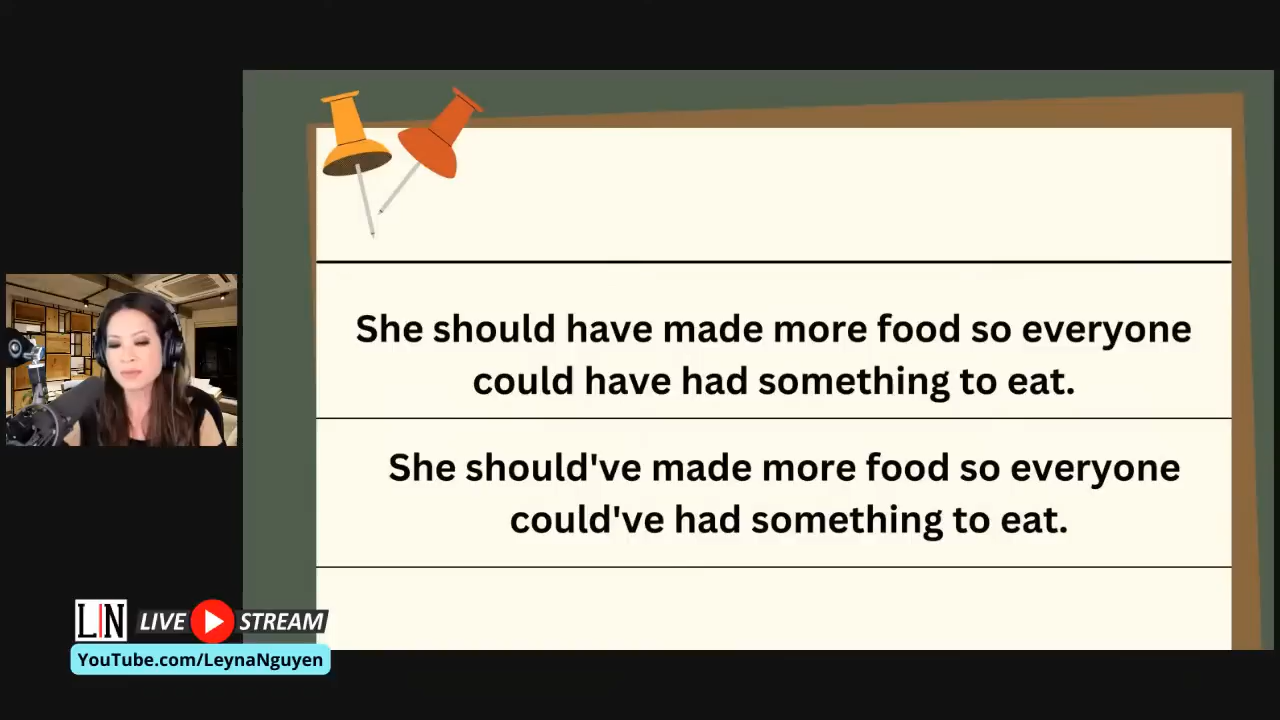 She should have made more food so everyone
could have had something to eat.
She should've made more food so everyone
could've had something to eat.
LIN LIVE STREAM
YouTube.com/LeynaNguyen